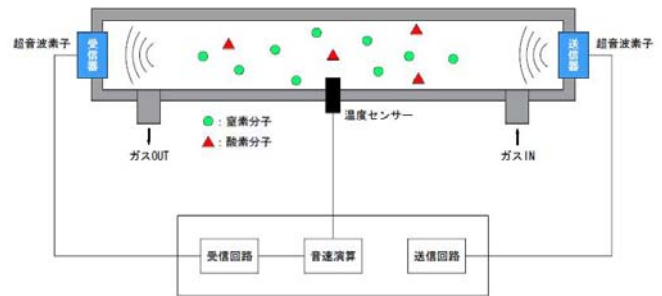 超音波素子
受信器
送信器
超音波素子
温度センサー
●：窒素分子
▲：酸素分子
ガスOUT
ガスIN
受信回路
音速演算
送信回路